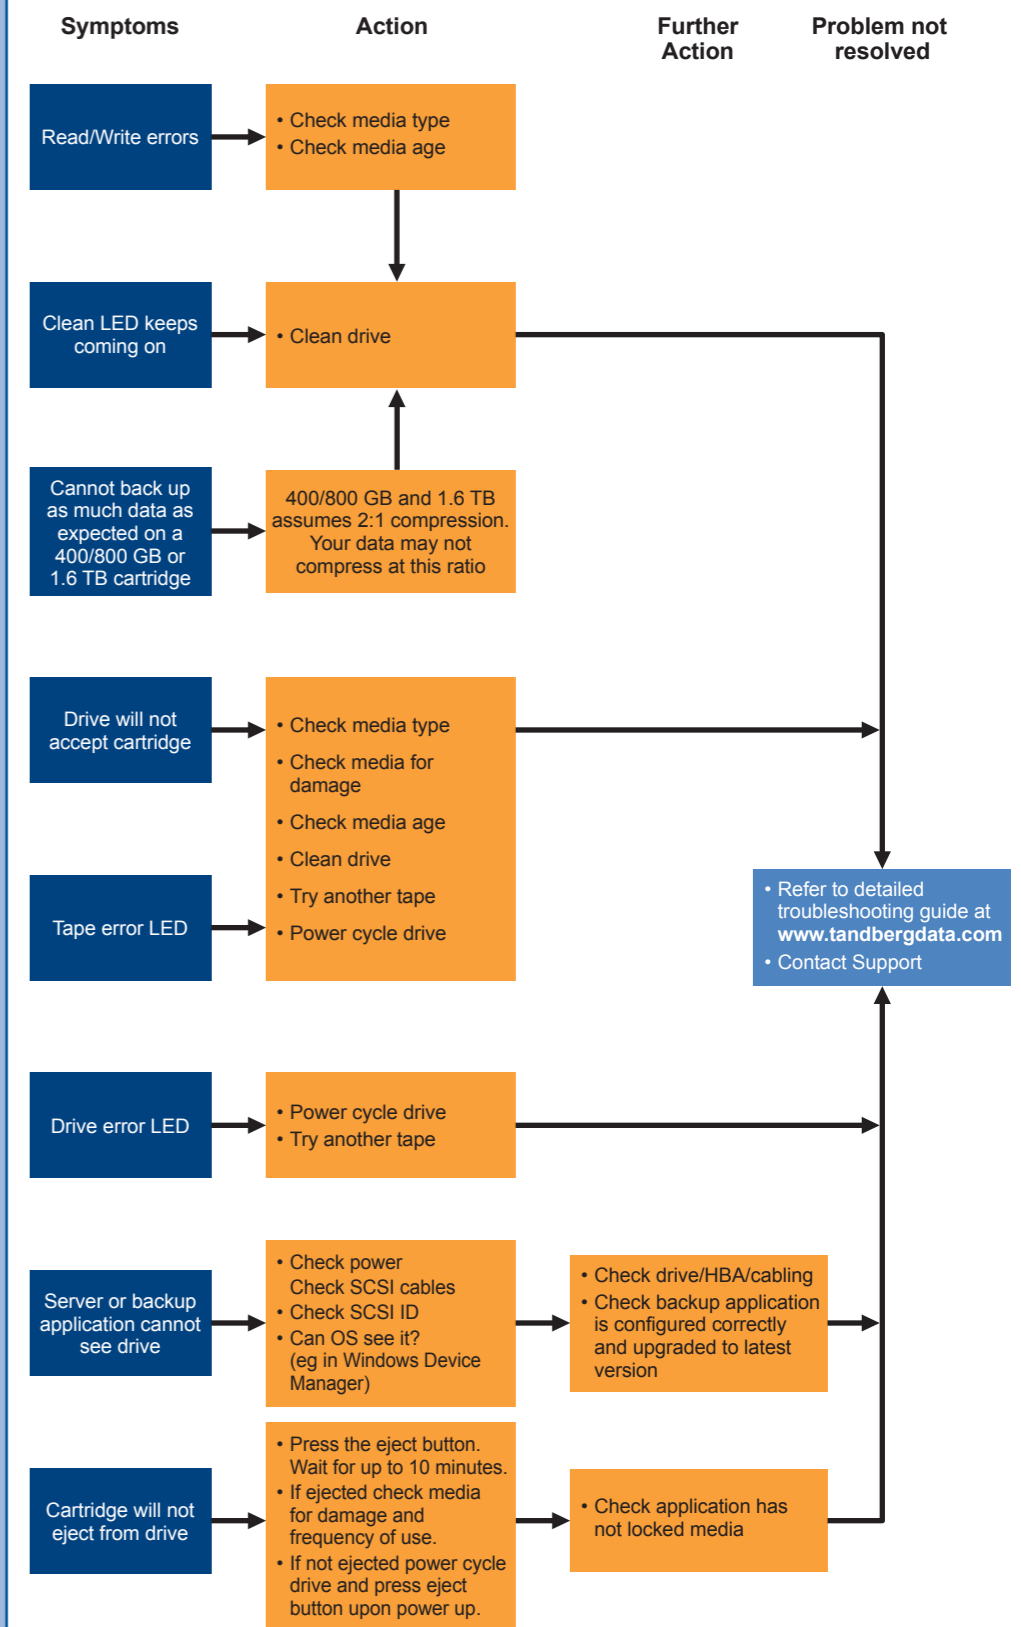 Symptoms
Action
Further
Action
Problem not
resolved
Read/Write errors
• Check media type
• Check media age
Clean LED keeps
coming on
• Clean drive
Cannot back up
as much data as
expected on a
400/800 GB or
1.6 TB cartridge
400/800 GB and 1.6 TB
assumes 2:1 compression.
Your data may not
compress at this ratio
Drive will not
accept cartridge
• Check media type
• Check media for
damage
• Check media age
• Clean drive
• Try another tape
• Power cycle drive
Tape error LED
• Refer to detailed
troubleshooting guide at
www.tandbergdata.com
• Contact Support
Drive error LED
• Power cycle drive
• Try another tape
Server or backup
application cannot
see drive
• Check power
Check SCSI cables
• Check SCSI ID
• Can OS see it?
(eg in Windows Device
Manager)
• Check drive/HBA/cabling
• Check backup application
is configured correctly
and upgraded to latest
version
Cartridge will not
eject from drive
• Press the eject button.
Wait for up to 10 minutes.
• If ejected check media
for damage and
frequency of use.
• If not ejected power cycle
drive and press eject
button upon power up.
• Check application has
not locked media